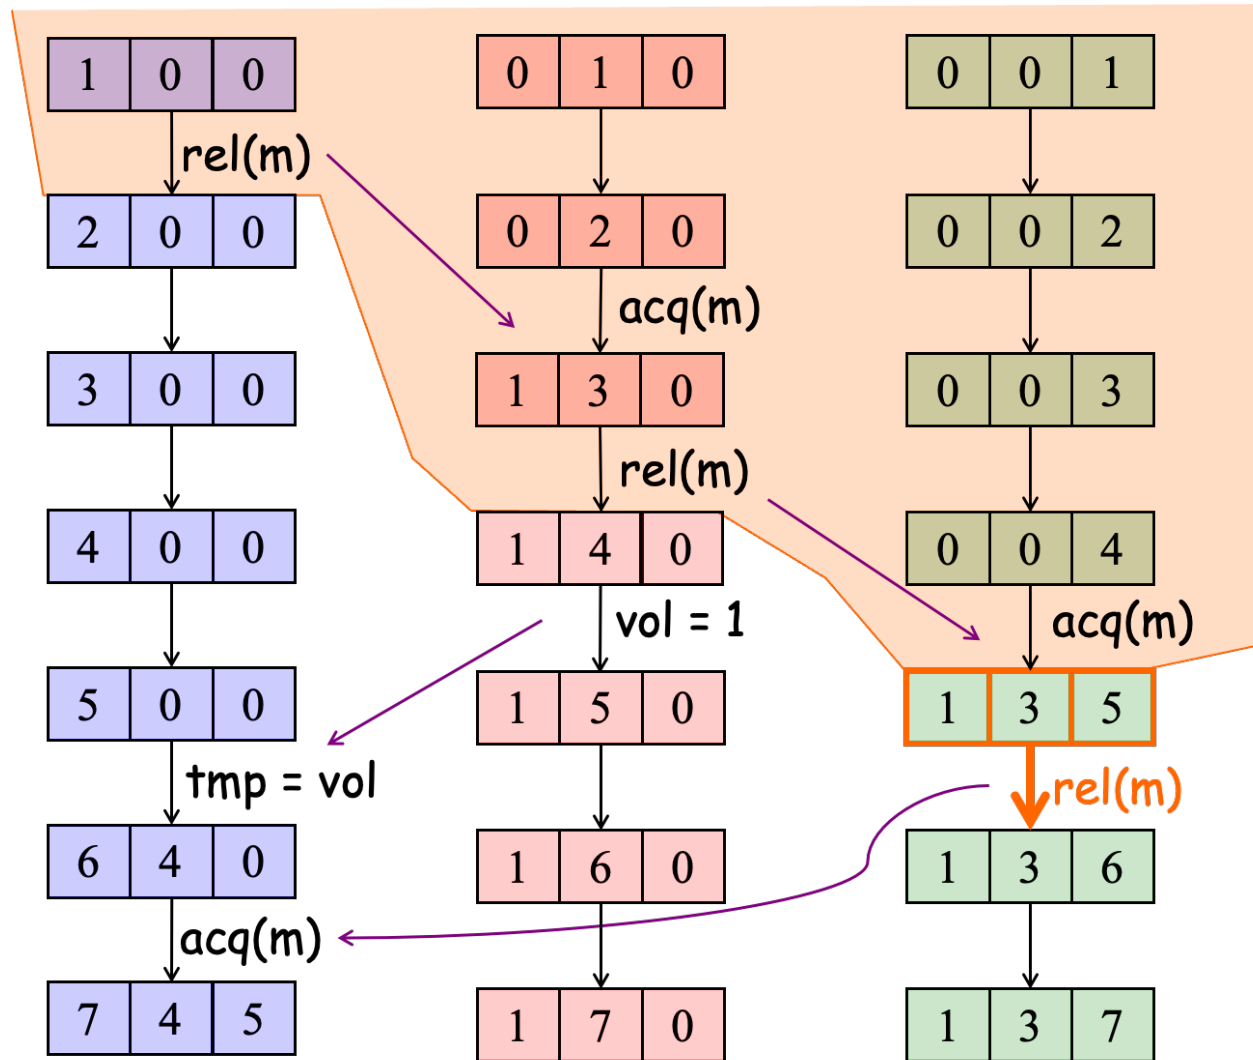 1 0 0 0 1 0 0 0 1
rel(m)
2 0 0 0 2 0 0 0 2
acq(m)
3 0 0 1 3 0 0 0 3
rel(m)
4 0 0 1 4 0 0 0 4
vol = 1 acq(m)
5 0 0 1 5 0 1 3 5
tmp = vol rel(m)
6 4 0 1 6 0 1 3 6
acq(m)
7 4 5 1 7 0 1 3 7